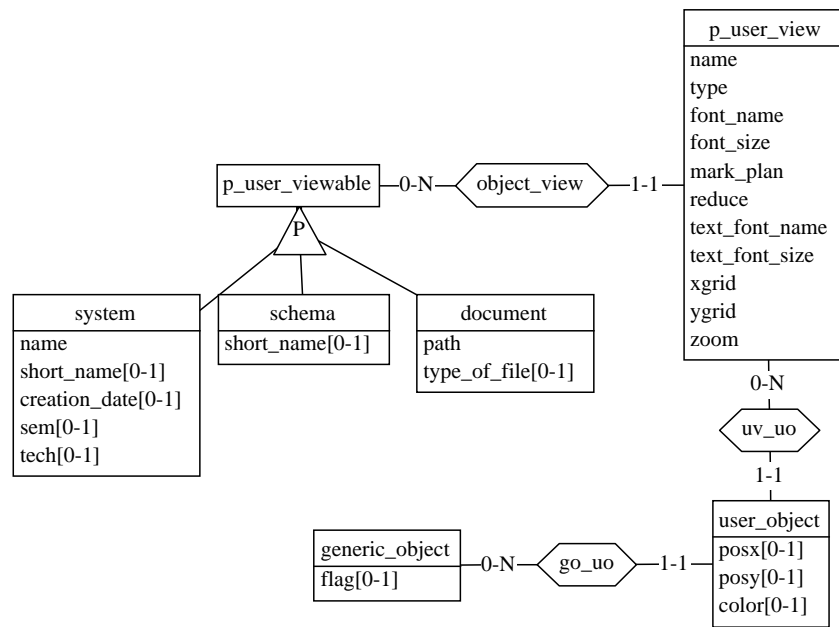 p_user_view
name
type
font_name
font_size
mark_plan
reduce
text_font_name
text_font_size
xgrid
ygrid
zoom
p_user_viewable
0-N
object_view
1-1
P
system
name
short_name[0-1]
creation_date[0-1]
sem[0-1]
tech[0-1]
schema
short_name[0-1]
document
path
type_of_file[0-1]
0-N
uv_uo
1-1
generic_object
flag[0-1]
0-N
go_uo
1-1
user_object
posx[0-1]
posy[0-1]
color[0-1]